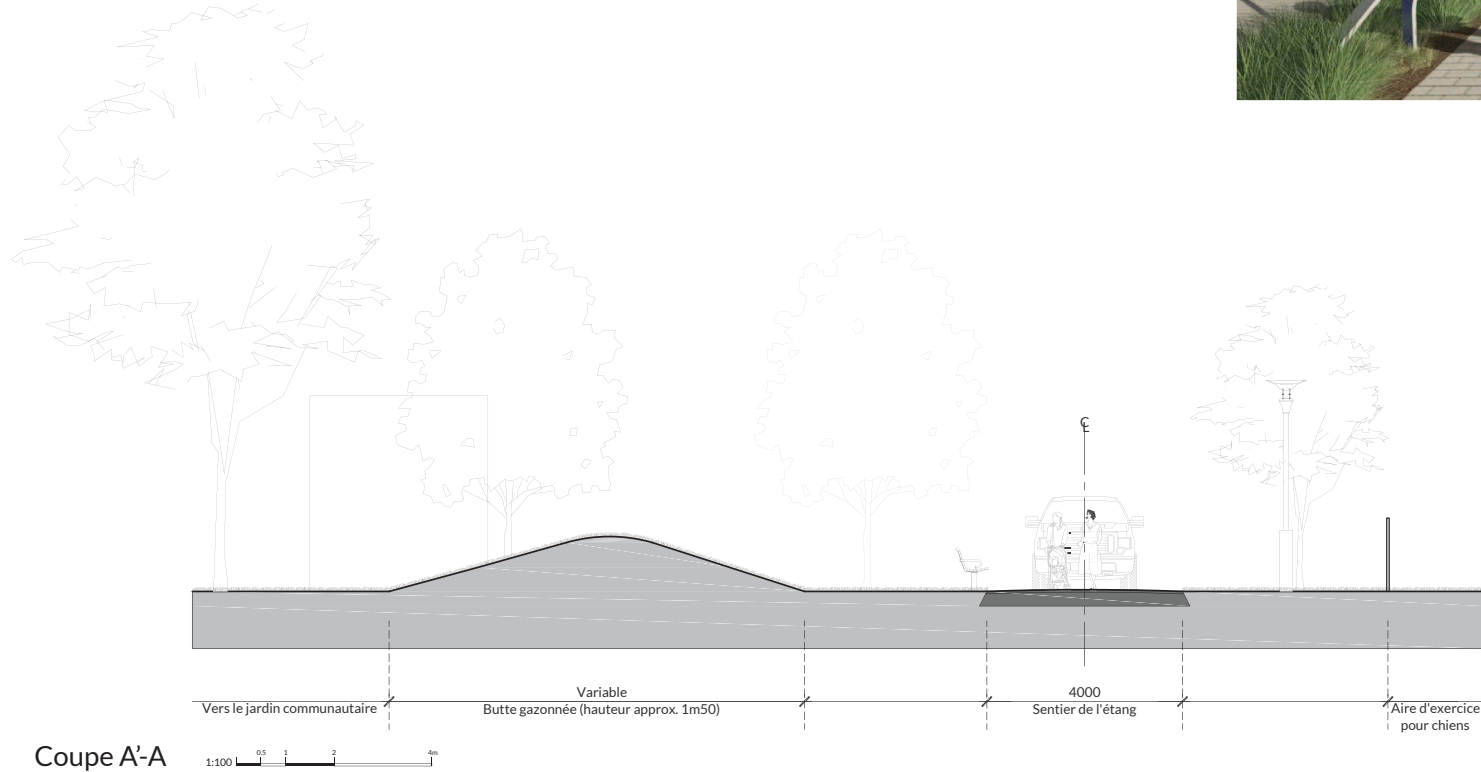 ℄
Variable
4000
Vers le jardin communautaire
Butte gazonnée (hauteur approx. 1m50)
Sentier de l'étang
Aire d'exercice
pour chiens
Coupe A'-A
1:100
0.5 1 2 4m